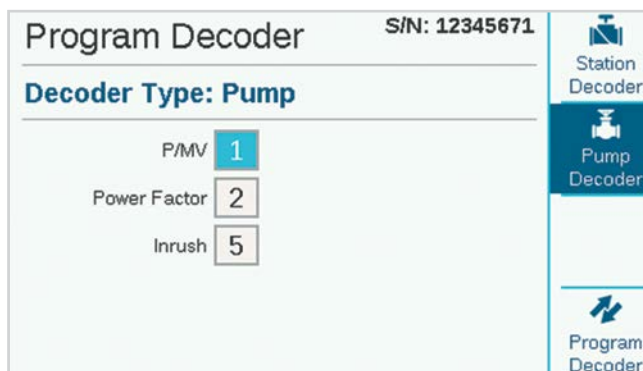 Program Decoder
S/N: 12345671
Decoder Type: Pump
P/MV 1
Power Factor 2
Inrush 5
Station
Decoder
Pump
Decoder
Program
Decoder